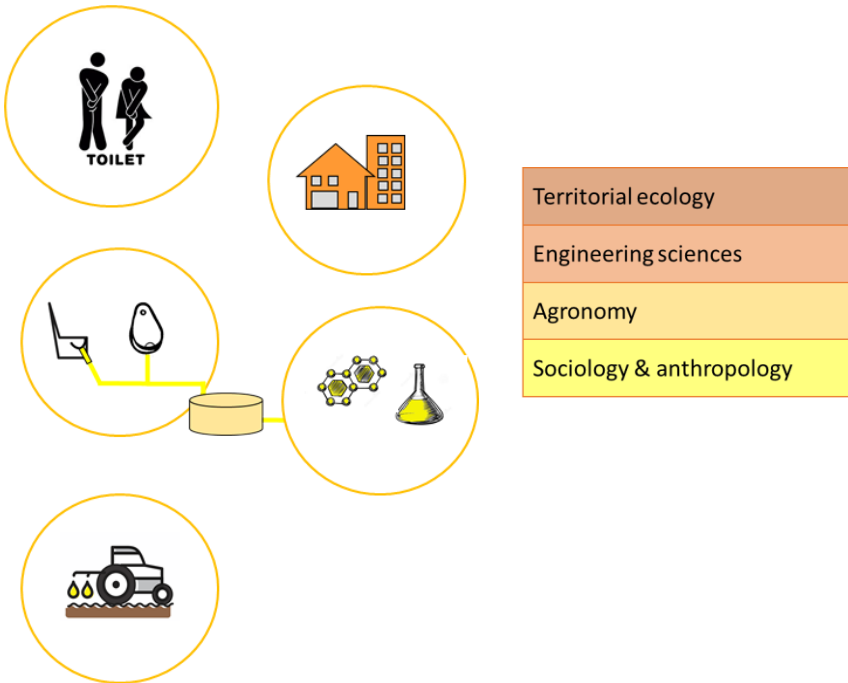 TOILET
Territorial ecology
Engineering sciences
Agronomy
Sociology & anthropology